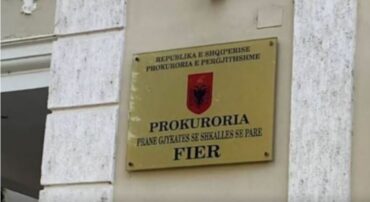 REPUBLIKA E SHQIPERISE
PROKURORIA E PERGJITHSHME
PROKURORIA
PRANE GJYKATES SE SHKALLES SE PARE
FIER